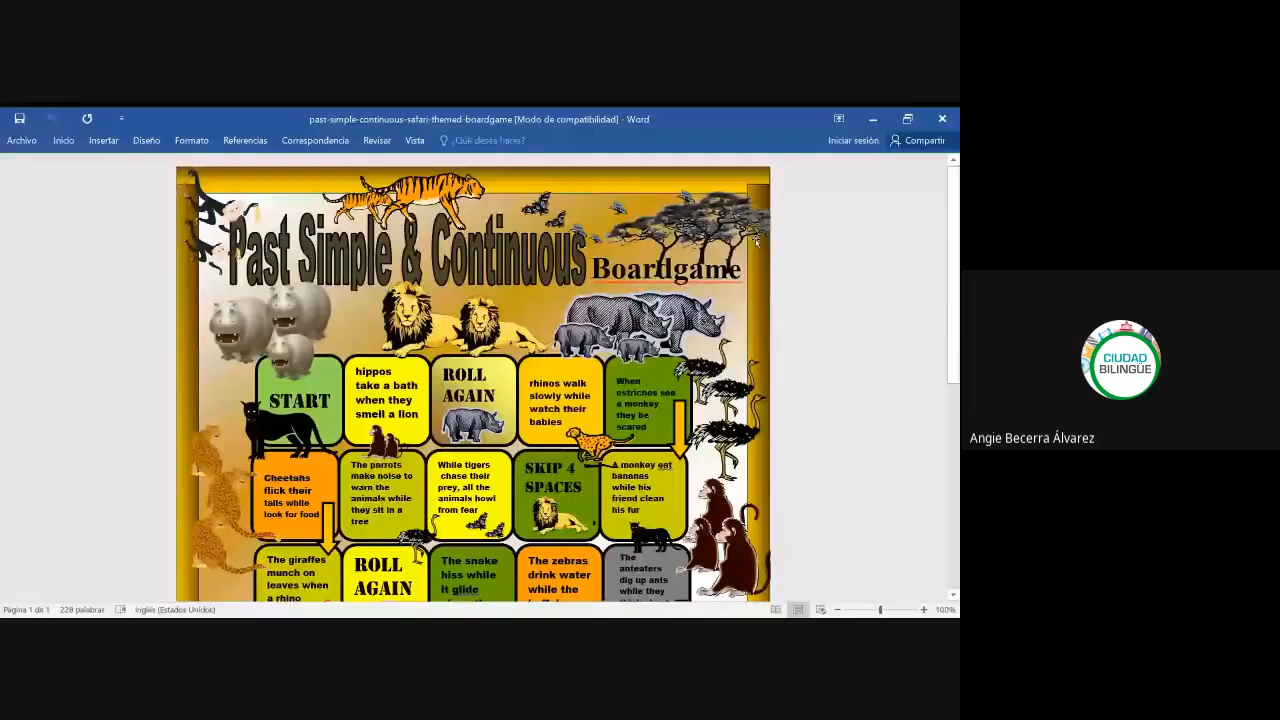 past-simple-continuous-safari-themed-boardgame [Modo de compatibilidad] - Word
Archivo Inicio Insertar Diseño Formato Referencias Correspondencia Revisar Vista ¿Qué desea hacer? Iniciar sesión Compartir
Past Simple & Continuous Boardgame
START
hippos
take a bath
when they
smell a lion
ROLL
AGAIN
rhinos walk
slowly while
watch their
babies
When
ostriches see
a monkey
they be
scared
Cheetahs
flick their
tails while
look for food
The parrots
make noise to
warn the
animals while
they sit in a
tree
While tigers
chase their
prey, all the
animals howl
from fear
SKIP 4
SPACES
A monkey eat
bananas
while his
friend clean
his fur
The giraffes
munch on
leaves when
a rhino
ROLL
AGAIN
The snake
hiss while
it glide
The zebras
drink water
while the
The
anteaters
dig up ants
while they
Página 1 de 1 228 palabras Inglés (Estados Unidos) 100%
CIUDAD
BILINGÜE
Angie Becerra Álvarez